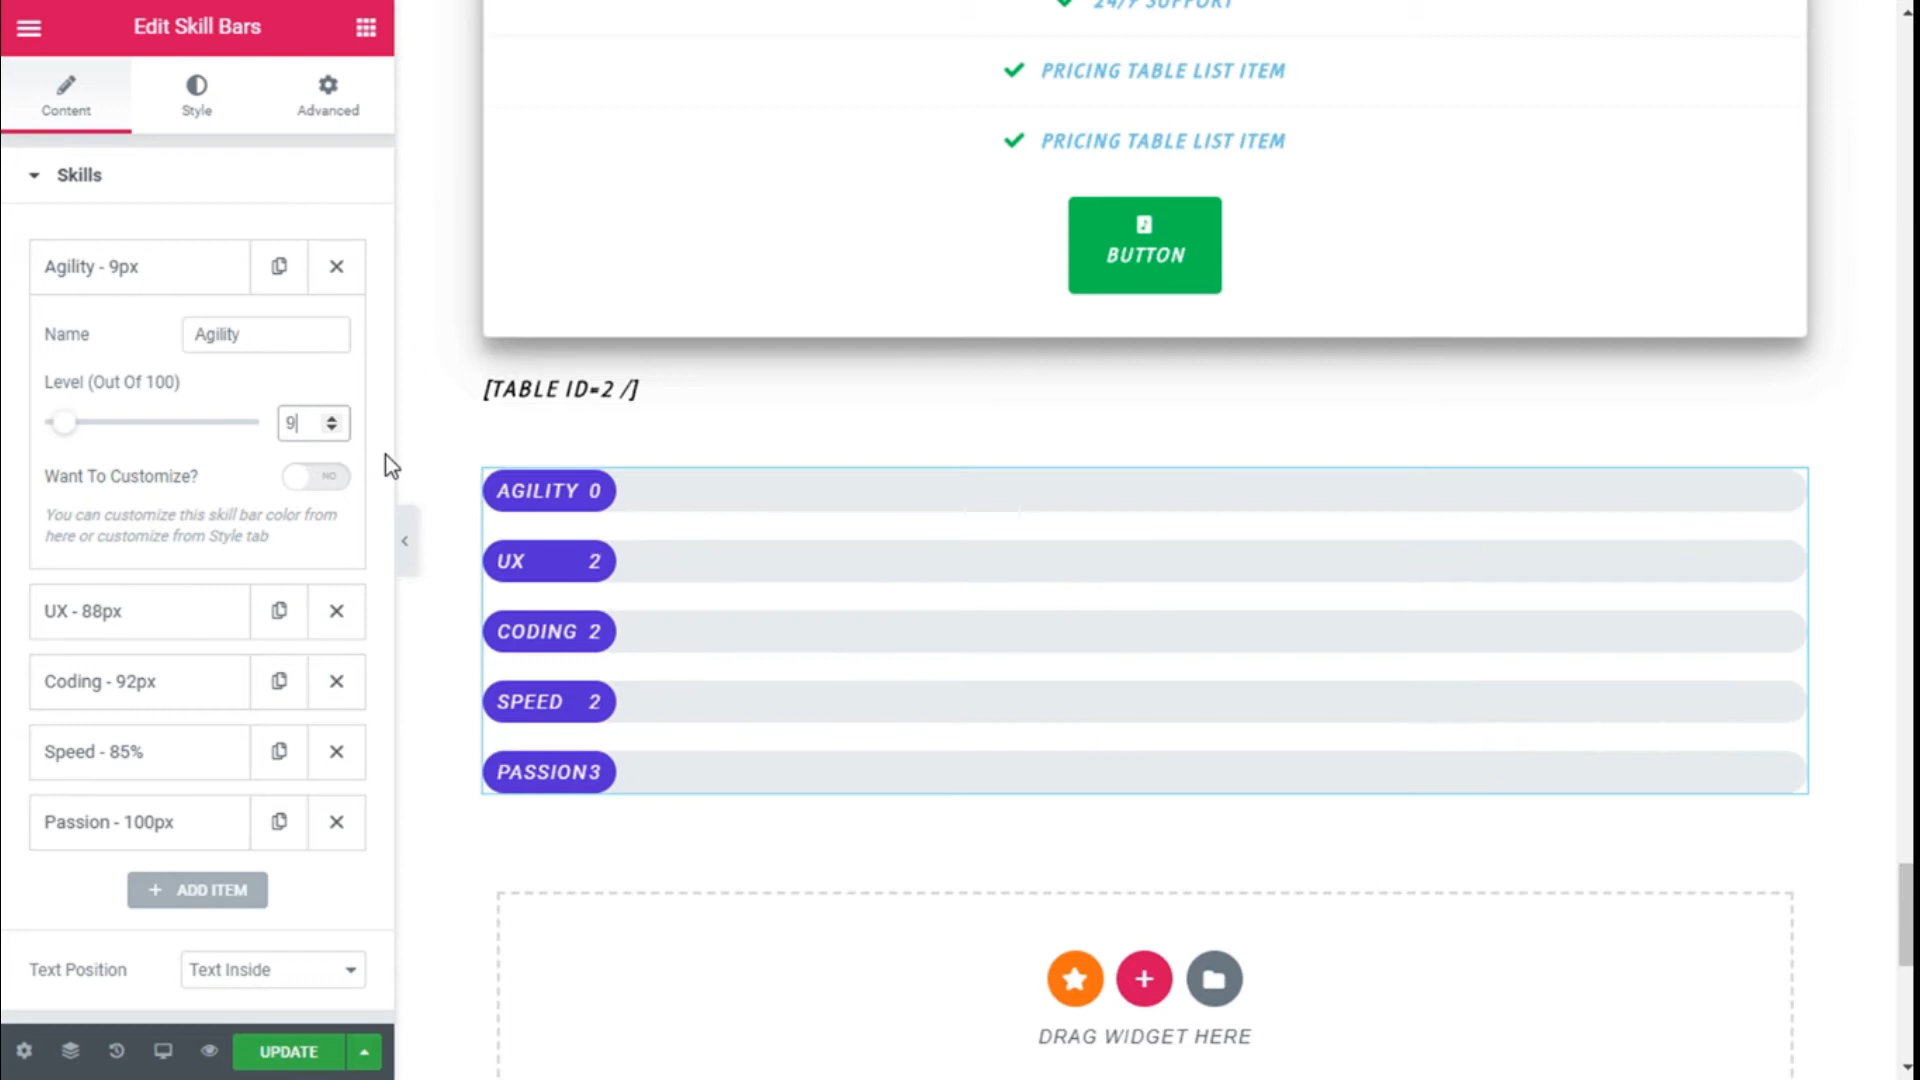 Edit Skill Bars
Content
Style
Advanced
Skills
Agility - 9px
Name
Agility
Level (Out Of 100)
9
Want To Customize?
NO
You can customize this skill bar color from
here or customize from Style tab
UX - 88px
Coding - 92px
Speed - 85%
Passion - 100px
+ ADD ITEM
Text Position
Text Inside
UPDATE
24/7 SUPPORT
PRICING TABLE LIST ITEM
PRICING TABLE LIST ITEM
BUTTON
[TABLE ID=2 /]
AGILITY 0
UX 2
CODING 2
SPEED 2
PASSION3
DRAG WIDGET HERE